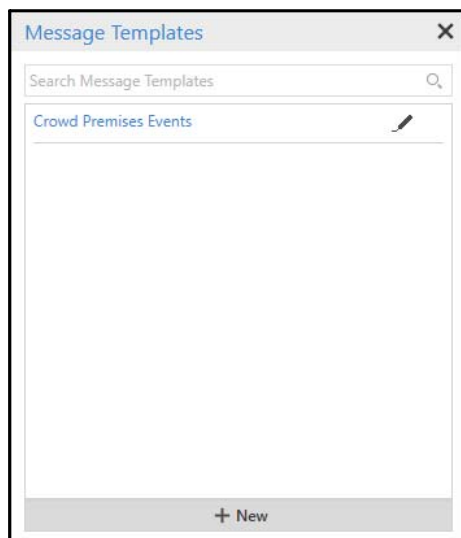 Message Templates
Search Message Templates
Crowd Premises Events
+ New